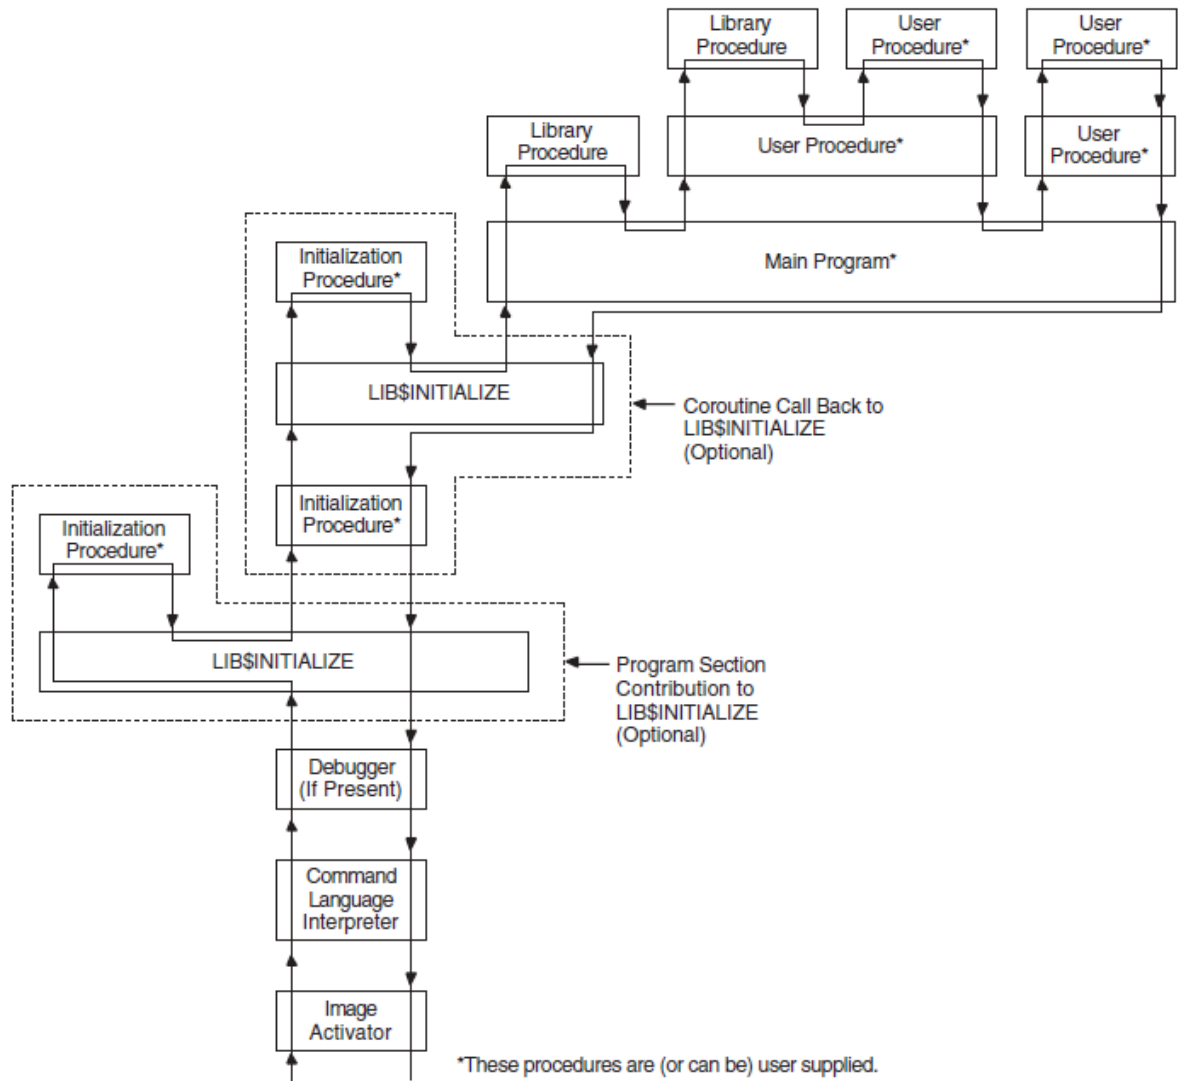 Library
Procedure
User
Procedure*
User
Procedure*
Library
Procedure
User Procedure*
User
Procedure*
Main Program*
Initialization
Procedure*
LIB$INITIALIZE
Coroutine Call Back to
LIB$INITIALIZE
(Optional)
Initialization
Procedure*
Initialization
Procedure*
LIB$INITIALIZE
Program Section
Contribution to
LIB$INITIALIZE
(Optional)
Debugger
(If Present)
Command
Language
Interpreter
Image
Activator
*These procedures are (or can be) user supplied.